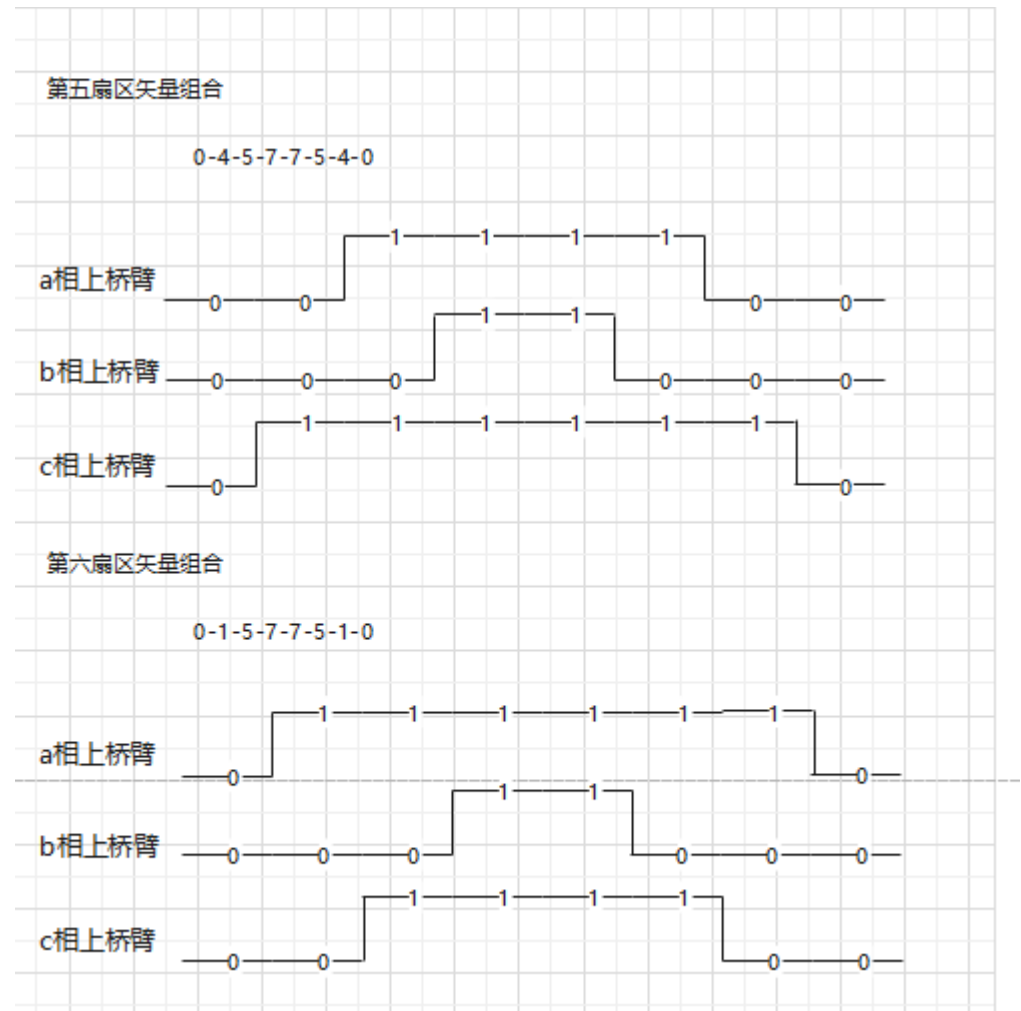 第五扇区矢量组合
0-4-5-7-7-5-4-0
a相上桥臂 0 0 1 1 1 1 0 0
b相上桥臂 0 0 0 1 1 0 0 0
c相上桥臂 0 1 1 1 1 1 1 0
第六扇区矢量组合
0-1-5-7-7-5-1-0
a相上桥臂 0 1 1 1 1 1 1 0
b相上桥臂 0 0 0 1 1 0 0 0
c相上桥臂 0 0 1 1 1 1 0 0